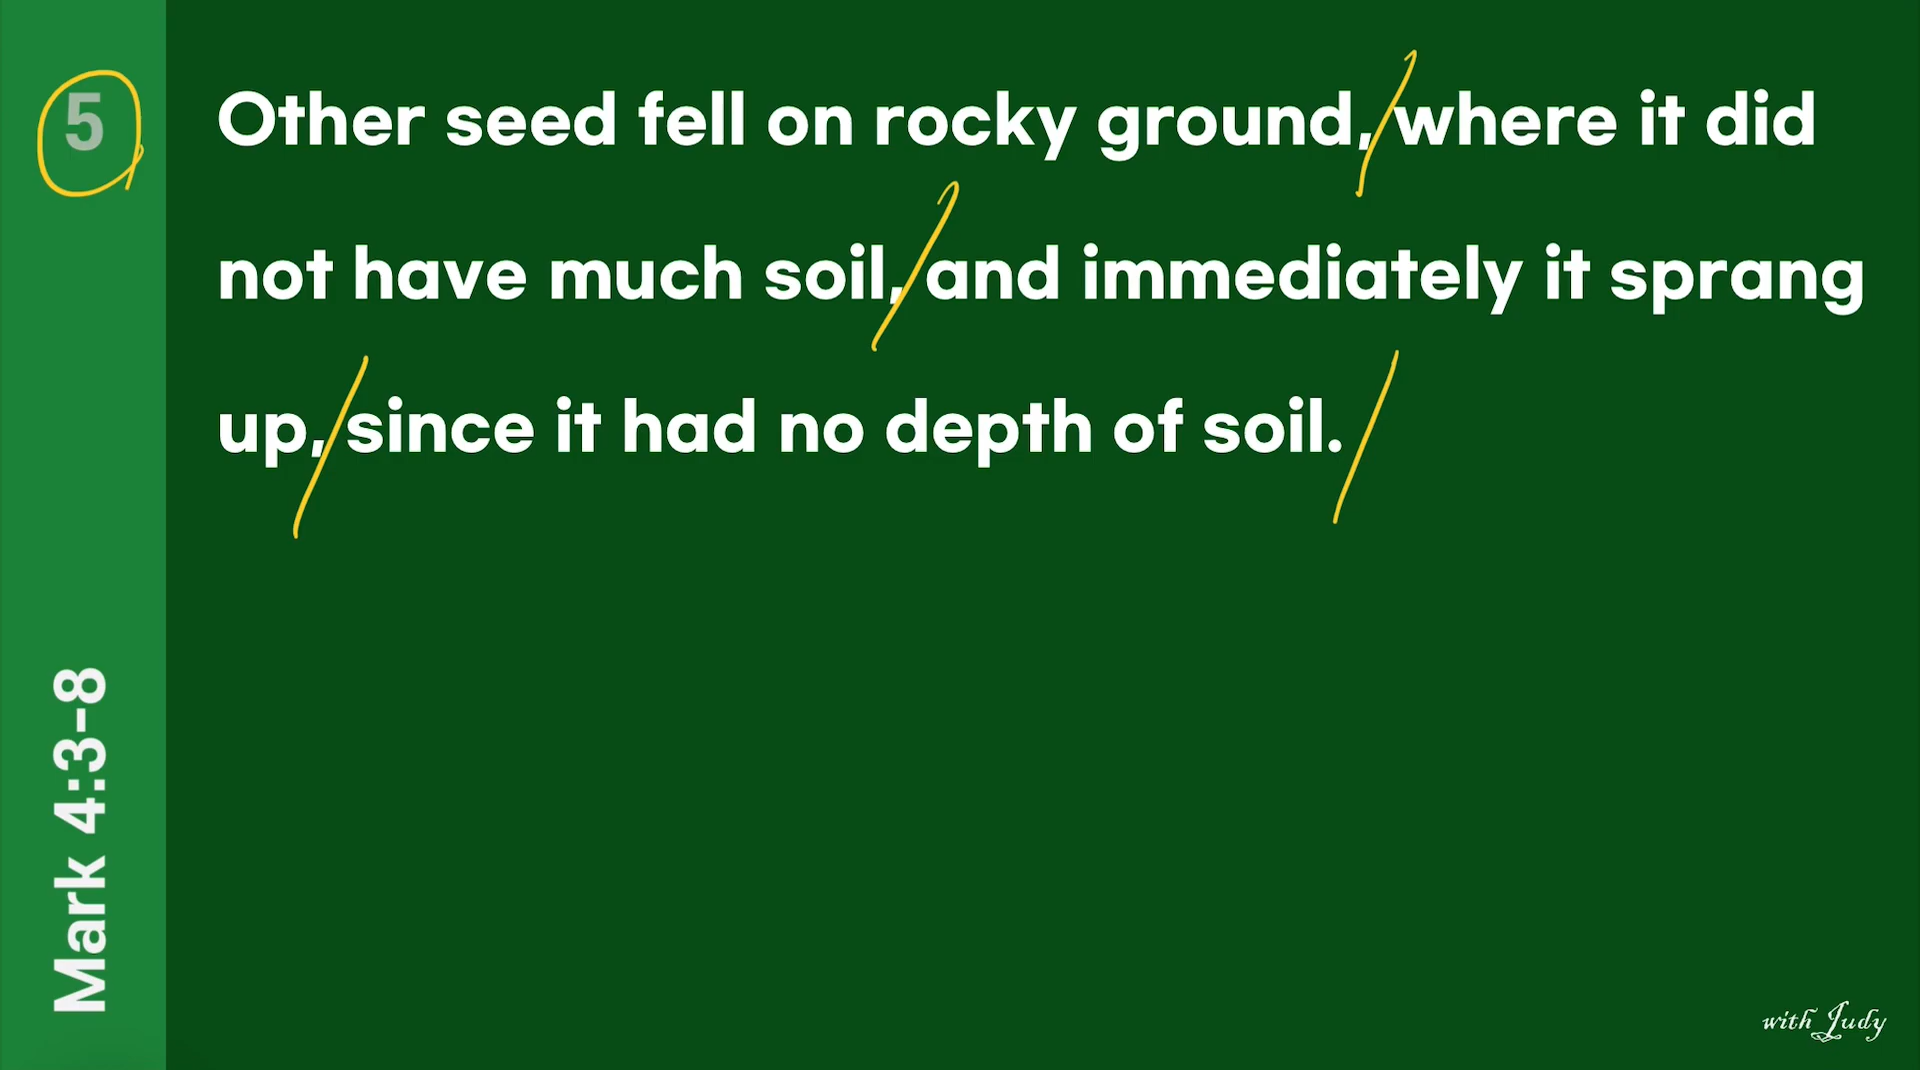 5
Other seed fell on rocky ground, where it did
not have much soil, and immediately it sprang
up, since it had no depth of soil.
Mark 4:3-8
with Judy